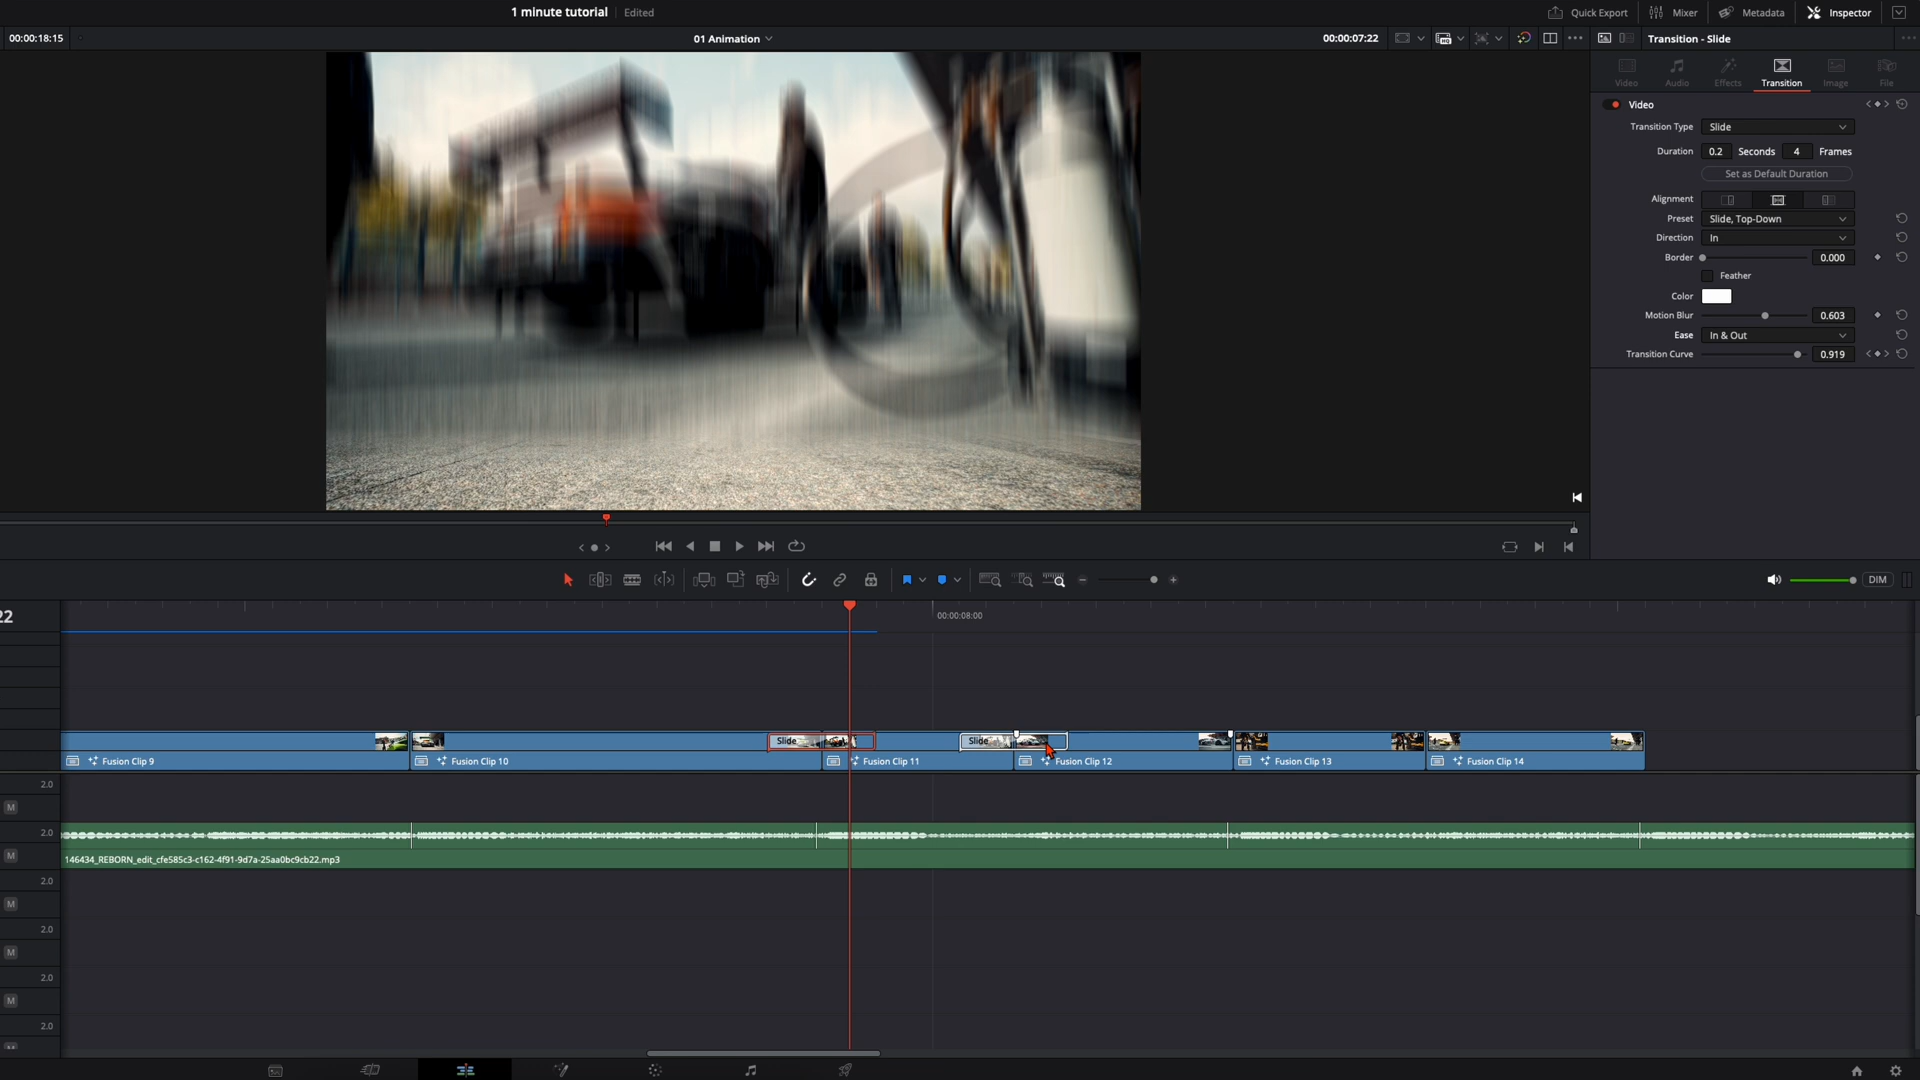 1 minute tutorial Edited
Quick Export Mixer Metadata Inspector
00:00:18:15 01 Animation 00:00:07:22 Transition - Slide
Video Audio Effects Transition Image File
Video
Transition Type Slide
Duration 0.2 Seconds 4 Frames
Set as Default Duration
Alignment
Preset Slide, Top-Down
Direction In
Border 0.000
Feather
Color
Motion Blur 0.603
Ease In & Out
Transition Curve 0.919
DIM
22
00:00:08:00
Slide Slide
Fusion Clip 9 Fusion Clip 10 Fusion Clip 11 Fusion Clip 12 Fusion Clip 13 Fusion Clip 14
2.0
M
2.0
M
146434_REBORN_edit_cfe585c3-c162-4f91-9d7a-25aa0bc9cb22.mp3
2.0
M
2.0
M
2.0
M
2.0
M